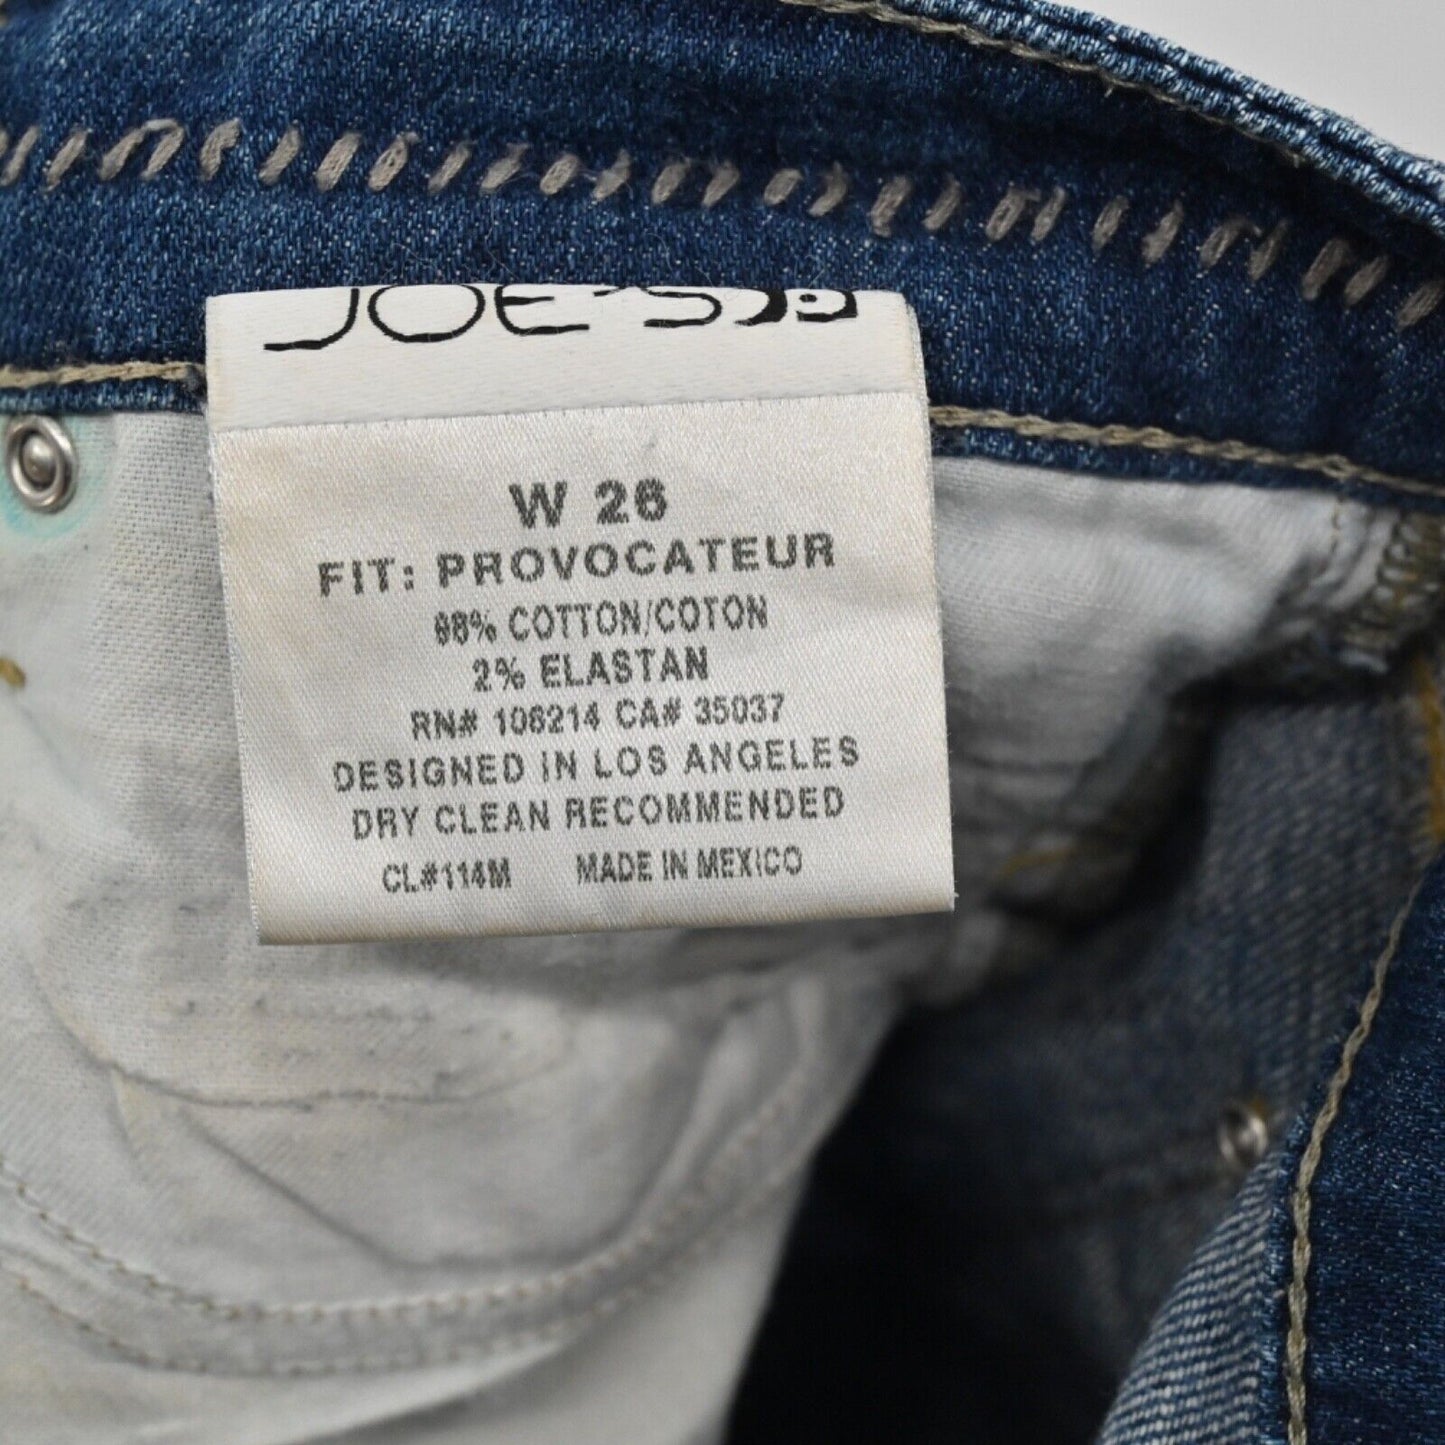 JOE'S
W 26
FIT: PROVOCATEUR
98% COTTON/COTON
2% ELASTAN
RN# 106214 CA# 35037
DESIGNED IN LOS ANGELES
DRY CLEAN RECOMMENDED
CL#114M MADE IN MEXICO